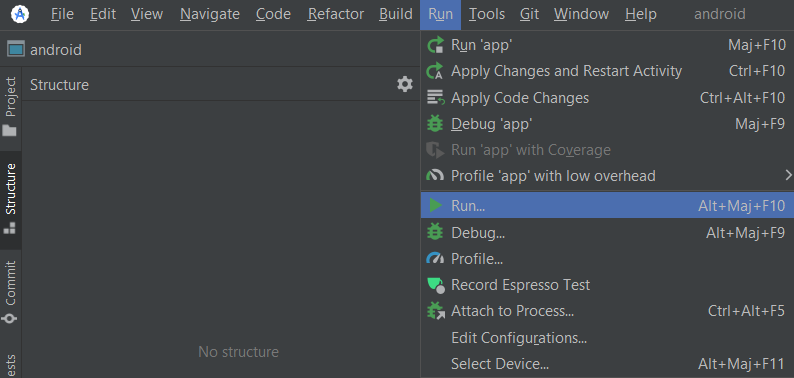 File Edit View Navigate Code Refactor Build Run Tools Git Window Help android
android
Structure
Project
Structure
Commit
No structure
Run 'app' Maj+F10
Apply Changes and Restart Activity Ctrl+F10
Apply Code Changes Ctrl+Alt+F10
Debug 'app' Maj+F9
Run 'app' with Coverage
Profile 'app' with low overhead
Run... Alt+Maj+F10
Debug... Alt+Maj+F9
Profile...
Record Espresso Test
Attach to Process... Ctrl+Alt+F5
Edit Configurations...
Select Device... Alt+Maj+F11